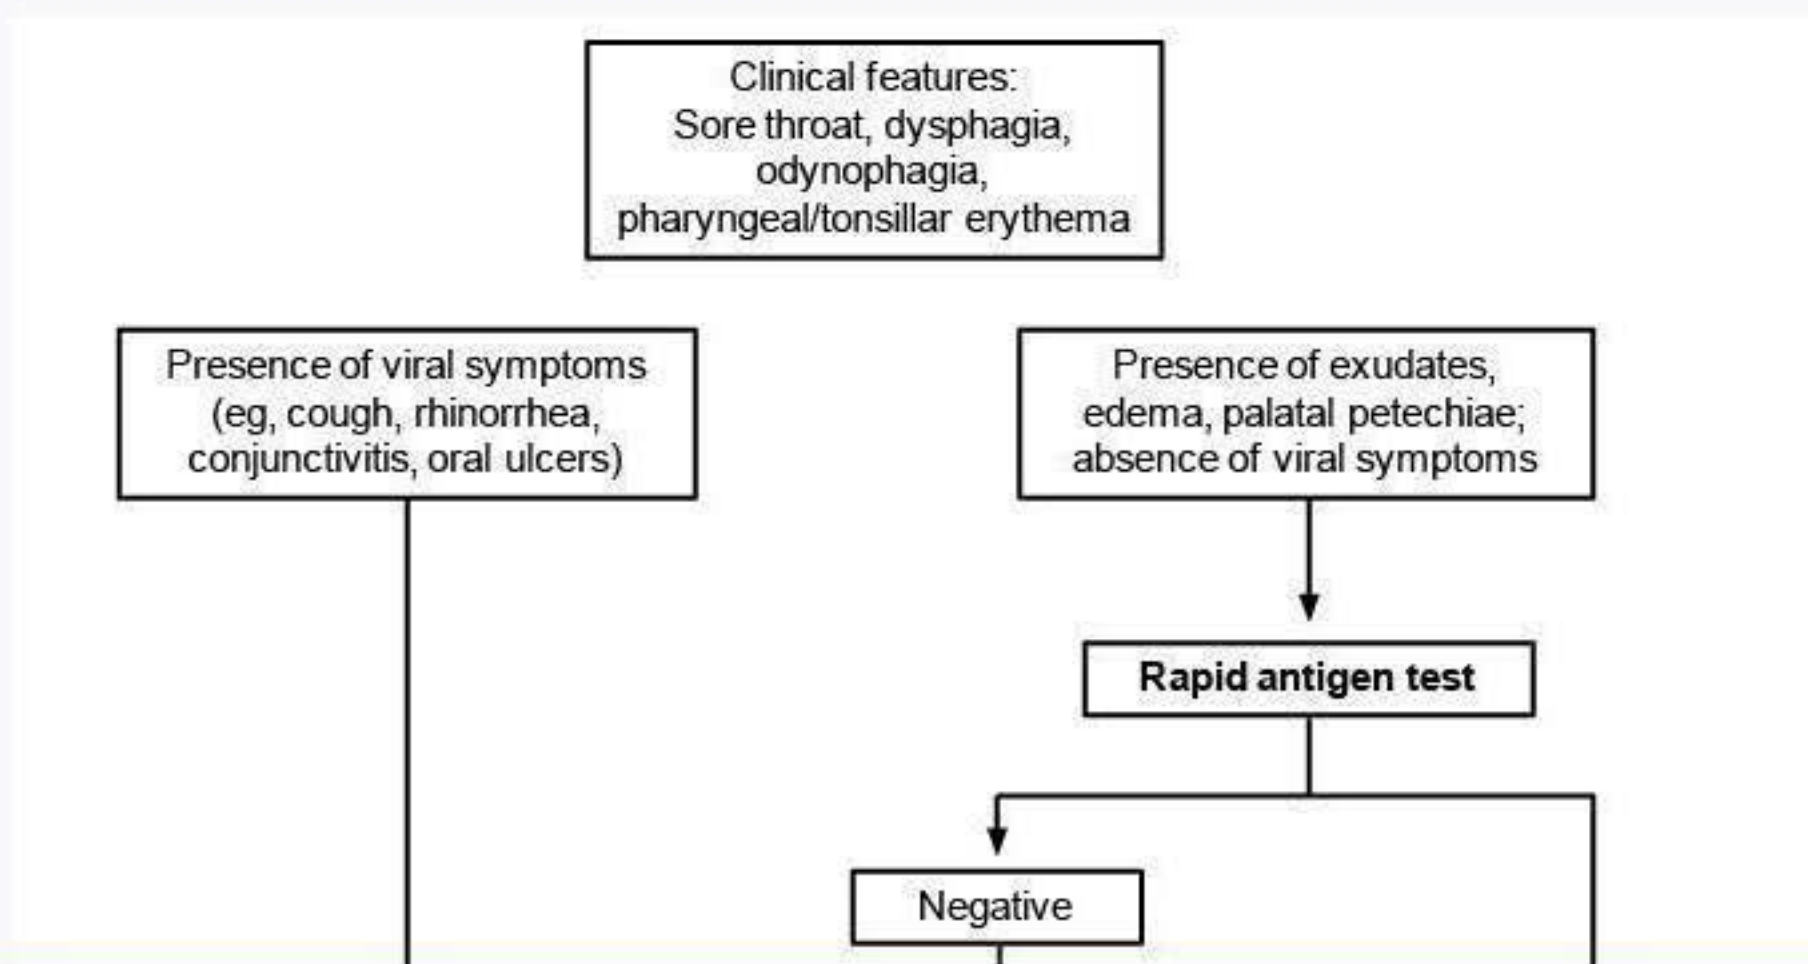 Clinical features:
Sore throat, dysphagia,
odynophagia,
pharyngeal/tonsillar erythema
Presence of viral symptoms
(eg, cough, rhinorrhea,
conjunctivitis, oral ulcers)
Presence of exudates,
edema, palatal petechiae;
absence of viral symptoms
Rapid antigen test
Negative